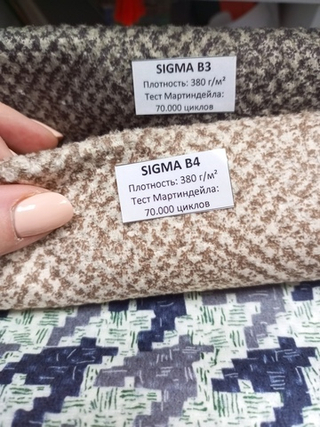 SIGMA B3
Плотность: 380 г/м²
Тест Мартиндейла:
70.000 циклов
SIGMA B4
Плотность: 380 г/м²
Тест Мартиндейла:
70.000 циклов